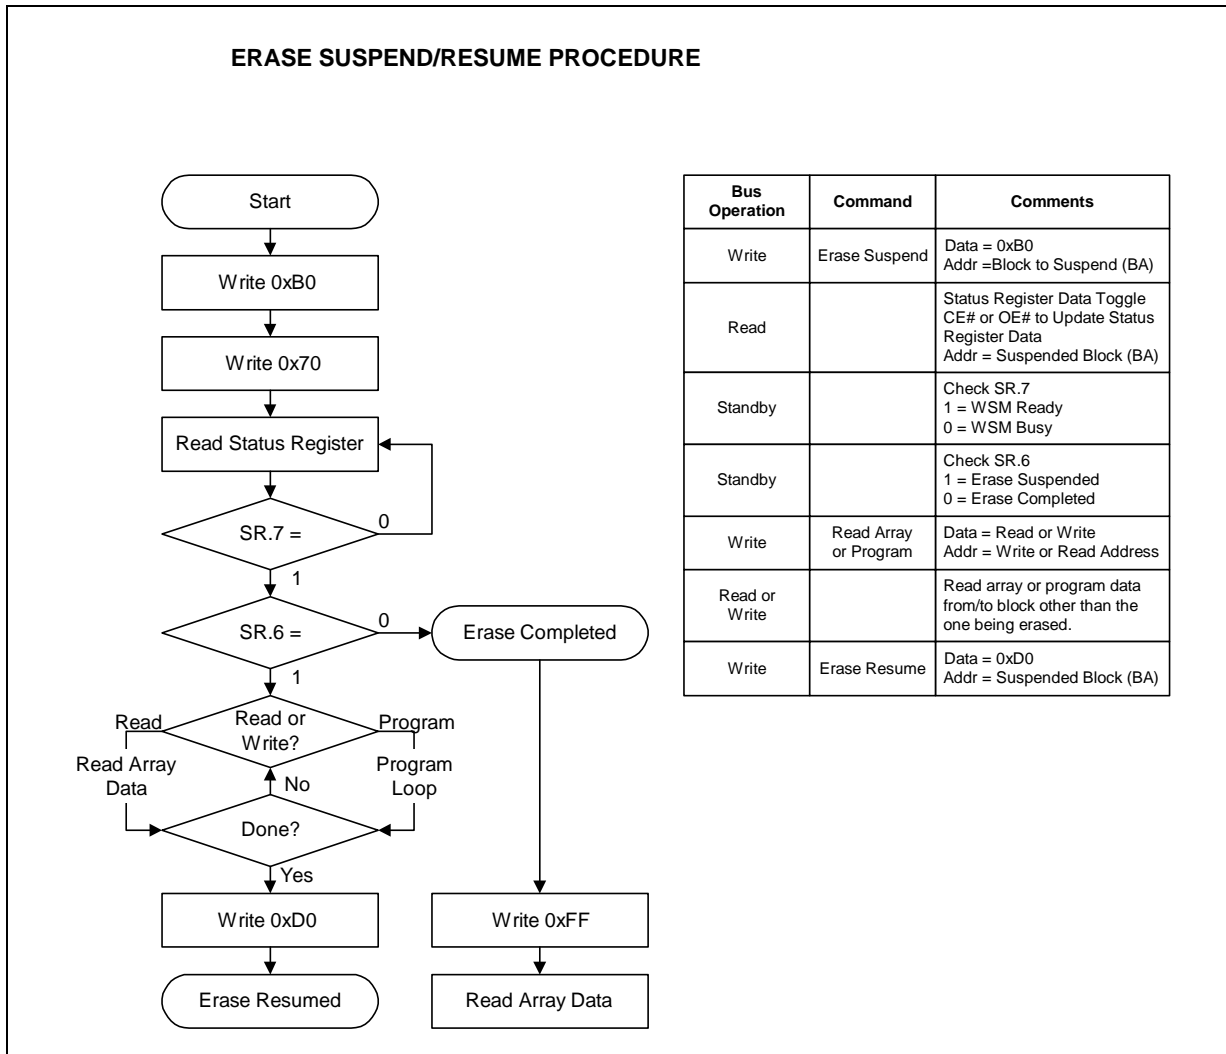 ERASE SUSPEND/RESUME PROCEDURE
Start
Write 0xB0
Write 0x70
Read Status Register
SR.7 =
0
1
SR.6 =
0
Erase Completed
1
Read
Read or
Write?
Program
Read Array
Data
Program
Loop
No
Done?
Yes
Write 0xD0
Write 0xFF
Erase Resumed
Read Array Data
Bus
Operation
Command
Comments
Write
Erase Suspend
Data = 0xB0
Addr =Block to Suspend (BA)
Read
Status Register Data Toggle
CE# or OE# to Update Status
Register Data
Addr = Suspended Block (BA)
Standby
Check SR.7
1 = WSM Ready
0 = WSM Busy
Standby
Check SR.6
1 = Erase Suspended
0 = Erase Completed
Write
Read Array
or Program
Data = Read or Write
Addr = Write or Read Address
Read or
Write
Read array or program data
from/to block other than the
one being erased.
Write
Erase Resume
Data = 0xD0
Addr = Suspended Block (BA)